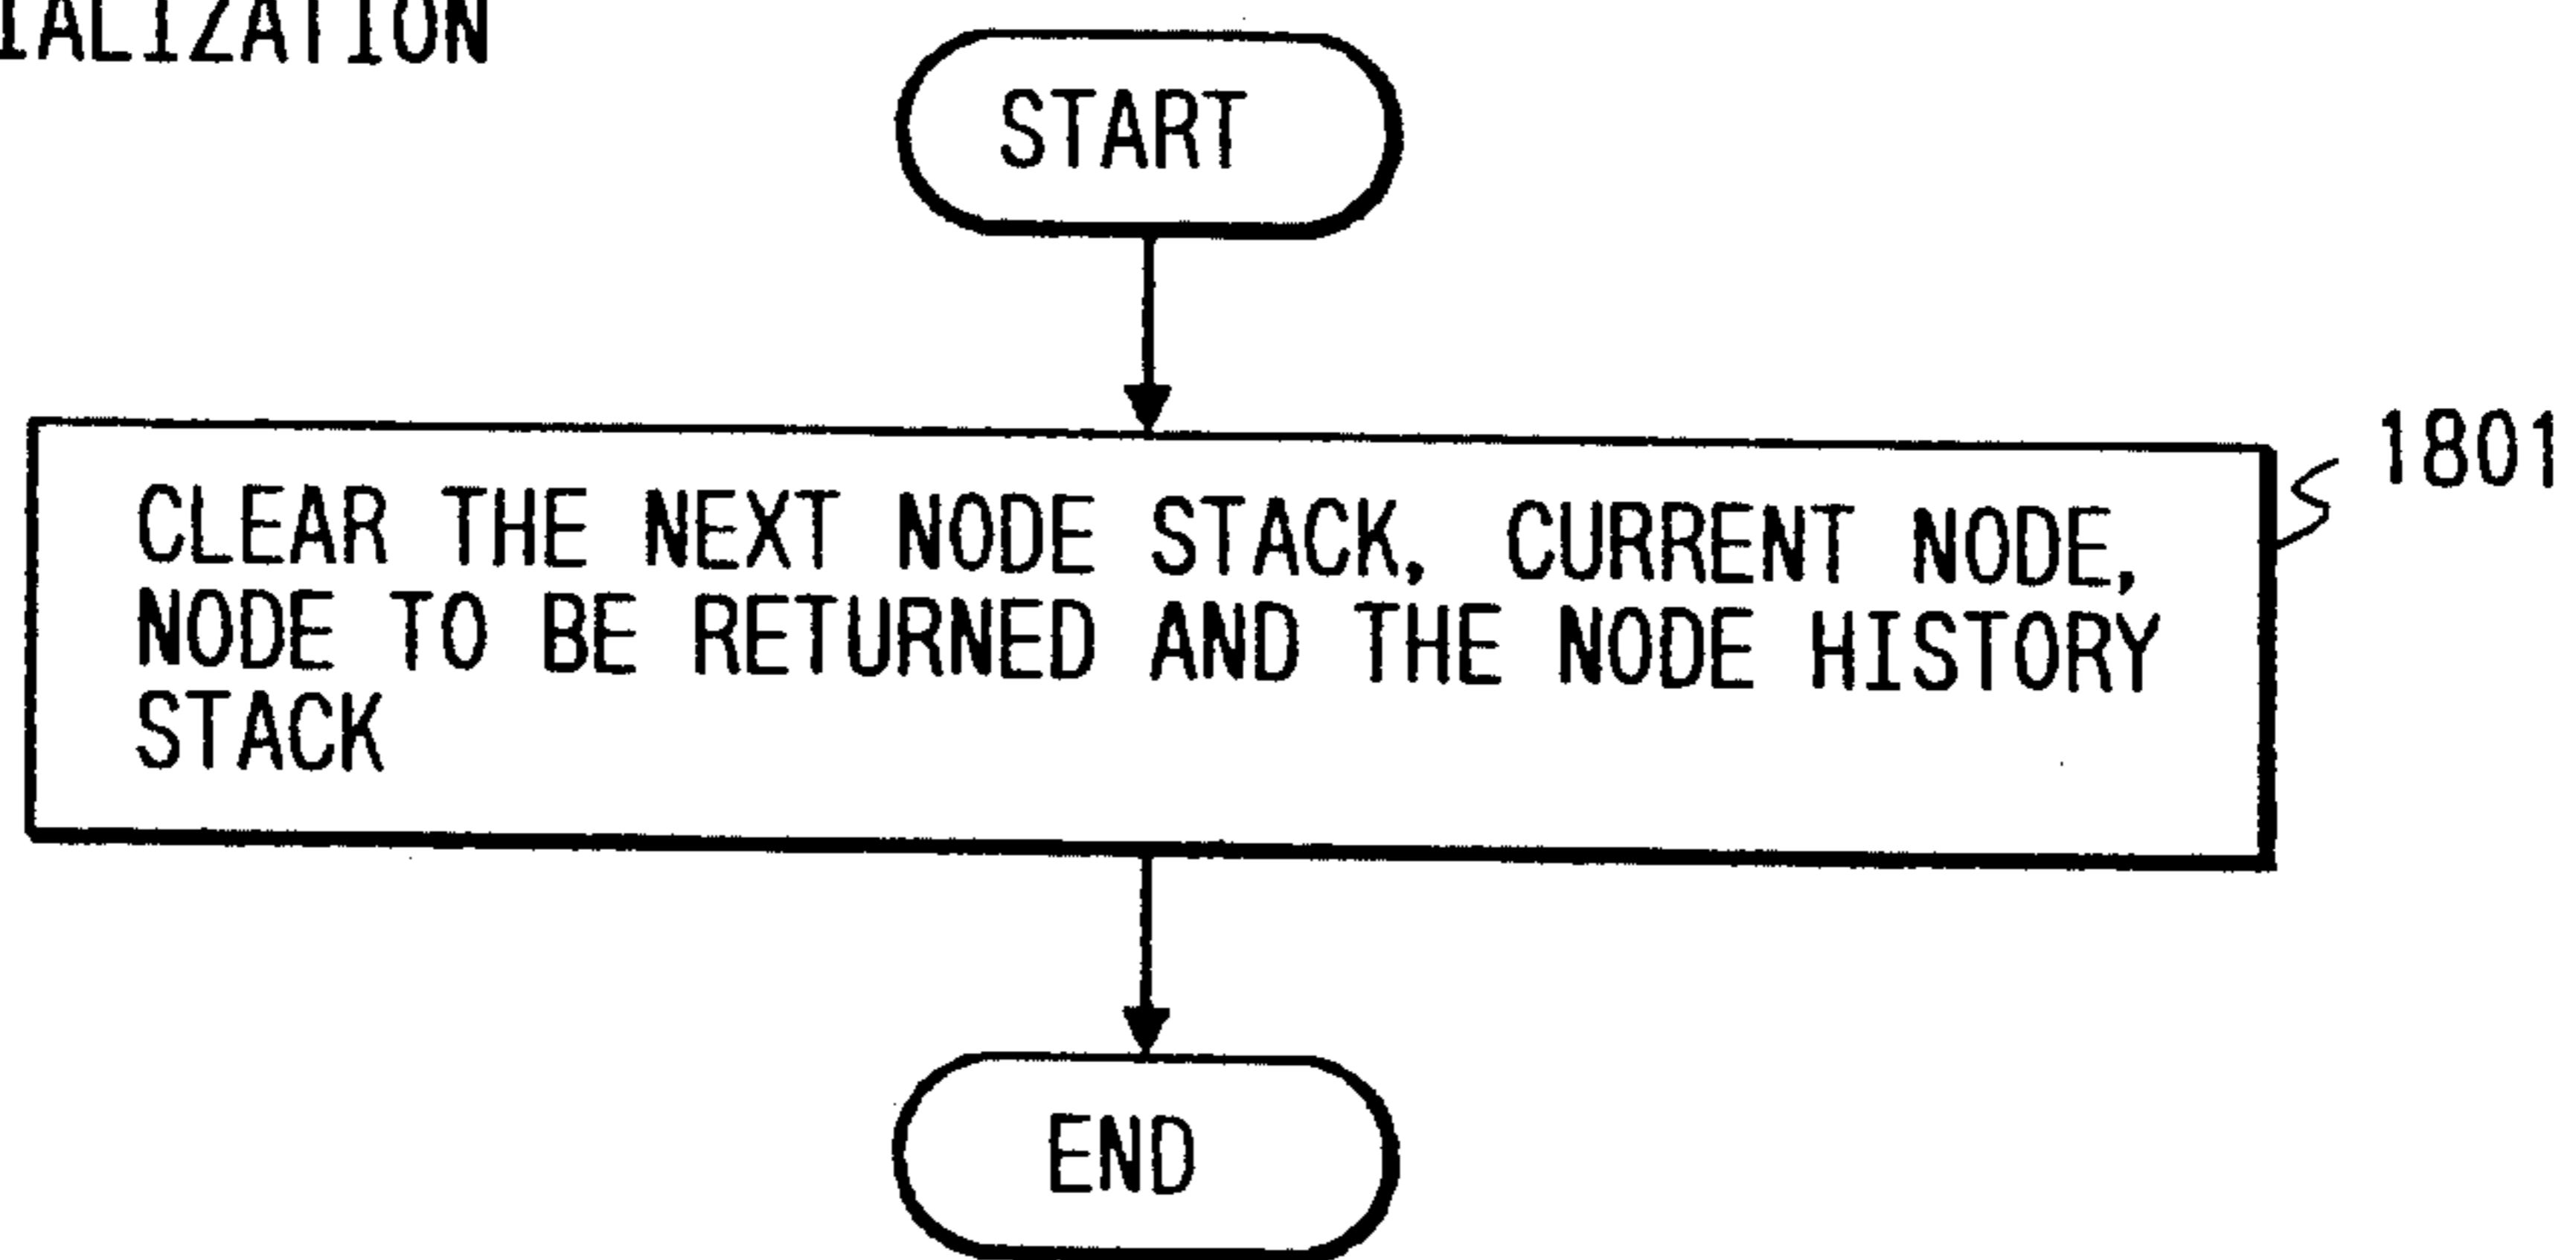 IALIZATION
START
1801
CLEAR THE NEXT NODE STACK, CURRENT NODE,
NODE TO BE RETURNED AND THE NODE HISTORY
STACK
END